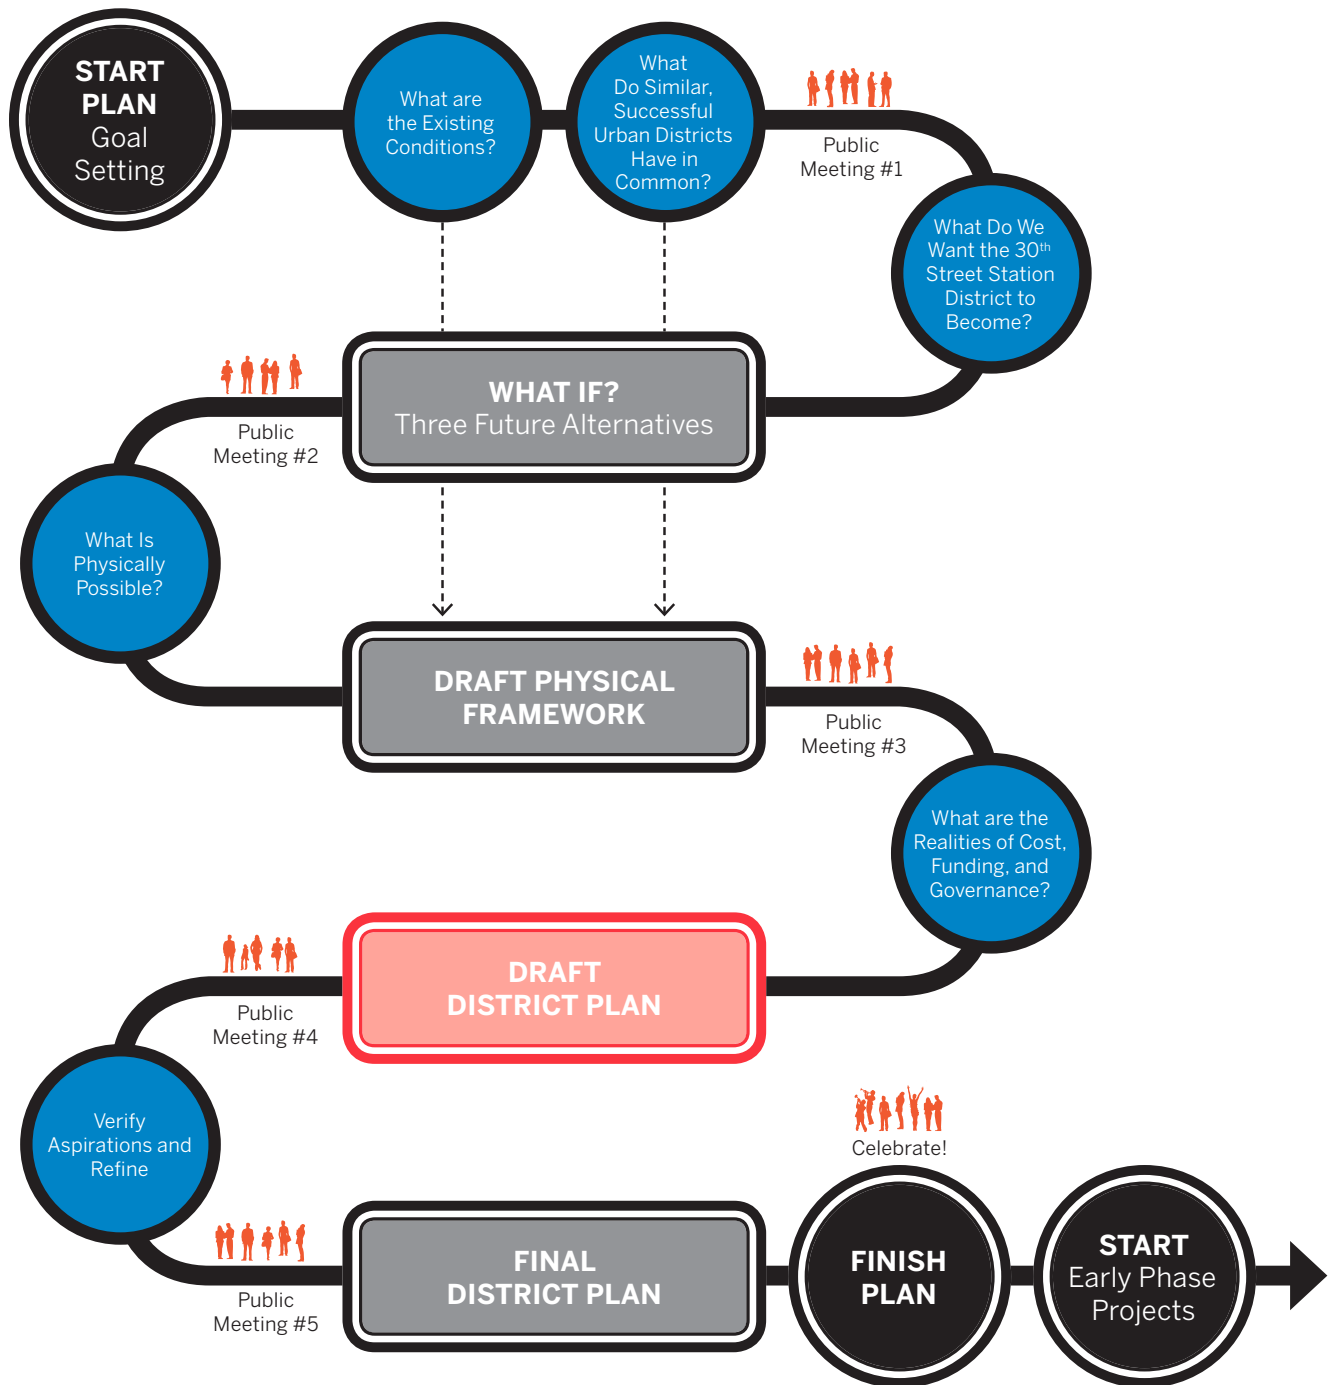 START
PLAN
Goal
Setting
What are
the Existing
Conditions?
What
Do Similar,
Successful
Urban Districts
Have in
Common?
Public
Meeting #1
What Do We
Want the 30th
Street Station
District to
Become?
WHAT IF?
Three Future Alternatives
Public
Meeting #2
What Is
Physically
Possible?
DRAFT PHYSICAL
FRAMEWORK
Public
Meeting #3
What are the
Realities of Cost,
Funding, and
Governance?
DRAFT
DISTRICT PLAN
Public
Meeting #4
Verify
Aspirations and
Refine
Public
Meeting #5
FINAL
DISTRICT PLAN
Celebrate!
FINISH
PLAN
START
Early Phase
Projects